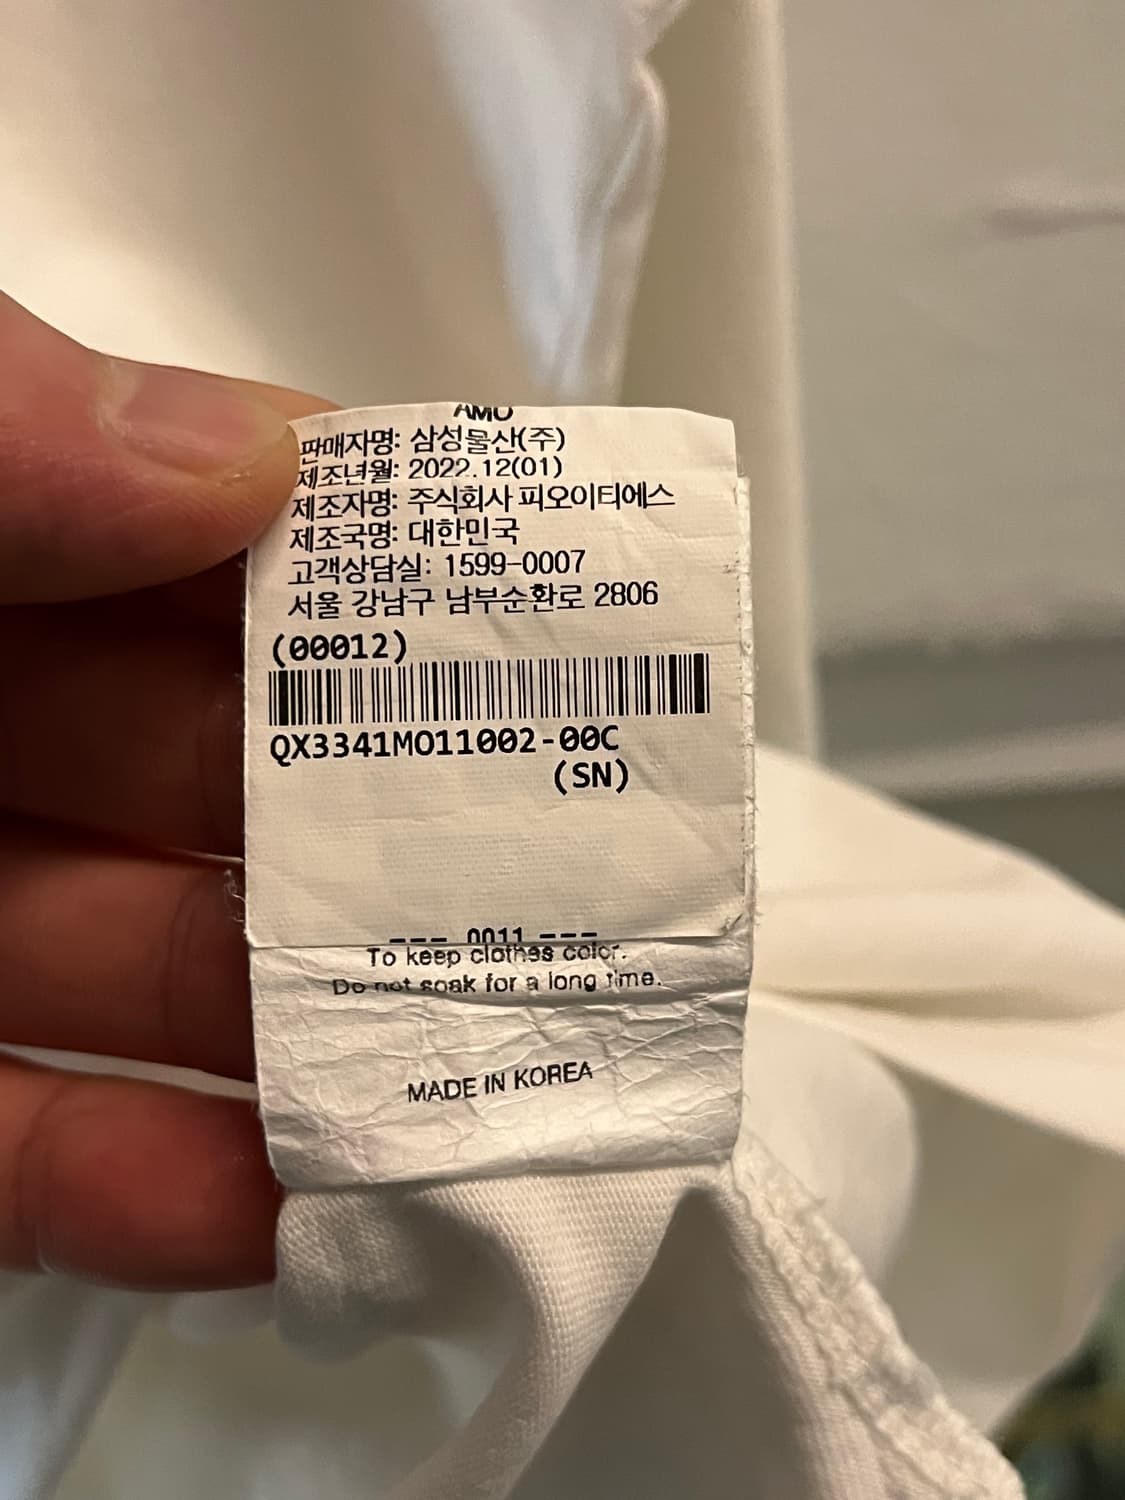 AMO
판매자명: 삼성물산(주)
제조년월: 2022.12(01)
제조자명: 주식회사 피오이티에스
제조국명: 대한민국
고객상담실: 1599-0007
서울 강남구 남부순환로 2806
(00012)
QX3341MO11002-00C
(SN)
--- 0011 ---
To keep clothes color.
Do not soak for a long time.
MADE IN KOREA